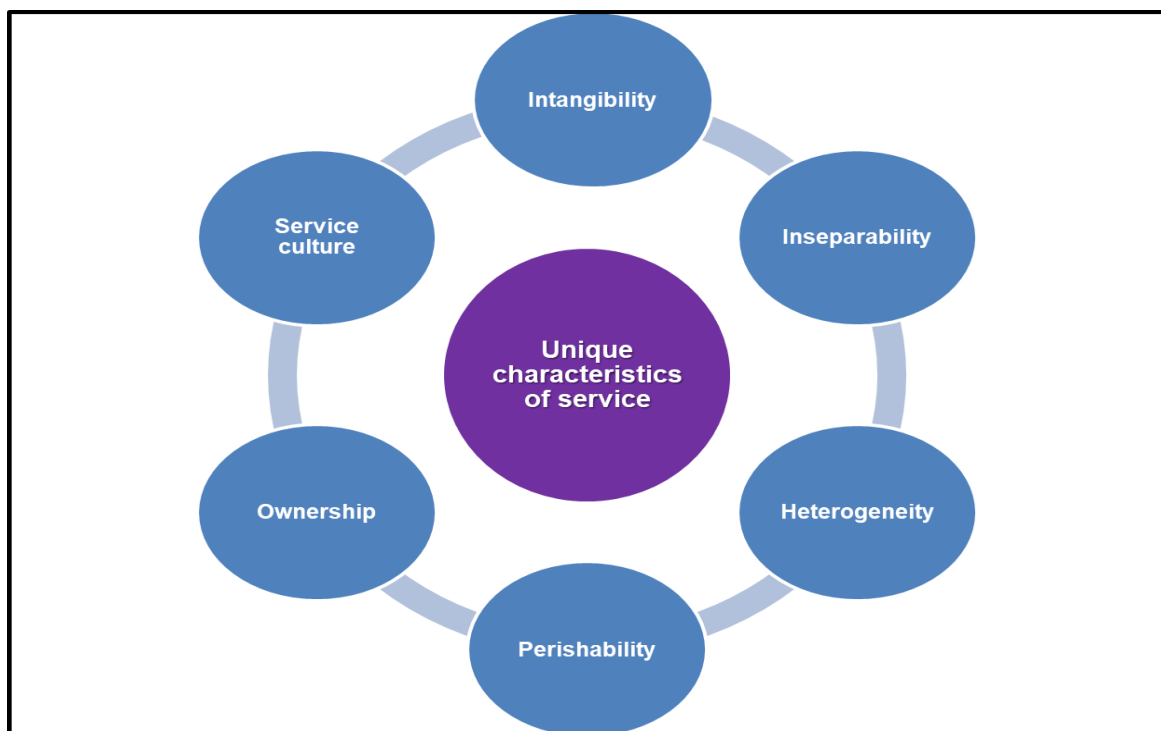 Intangibility
Inseparability
Heterogeneity
Perishability
Ownership
Service
culture
Unique
characteristics
of service